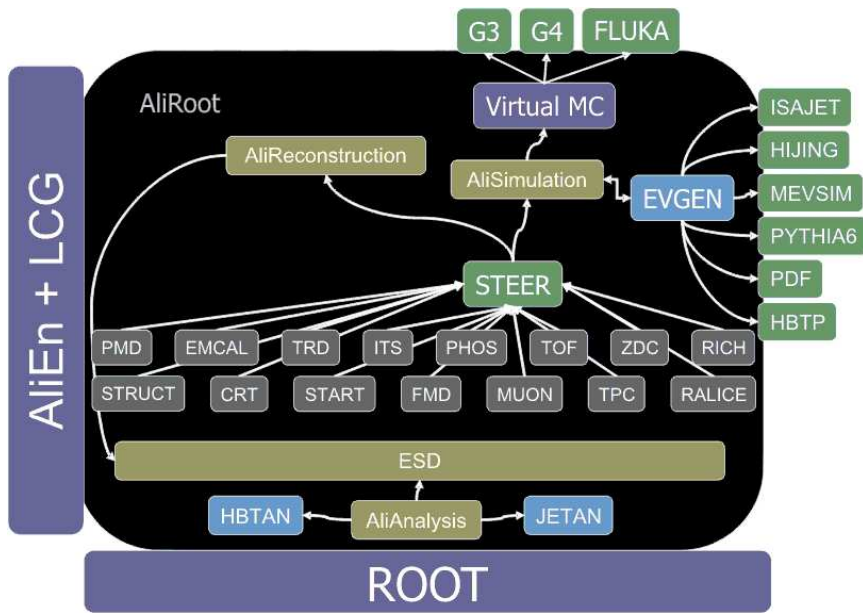 G3
G4
FLUKA
AliRoot
Virtual MC
AliReconstruction
AliSimulation
EVGEN
ISAJET
HIJING
MEVSIM
PYTHIA6
PDF
HBTP
AliEn + LCG
STEER
PMD
EMCAL
TRD
ITS
PHOS
TOF
ZDC
RICH
STRUCT
CRT
START
FMD
MUON
TPC
RALICE
ESD
HBTAN
AliAnalysis
JETAN
ROOT